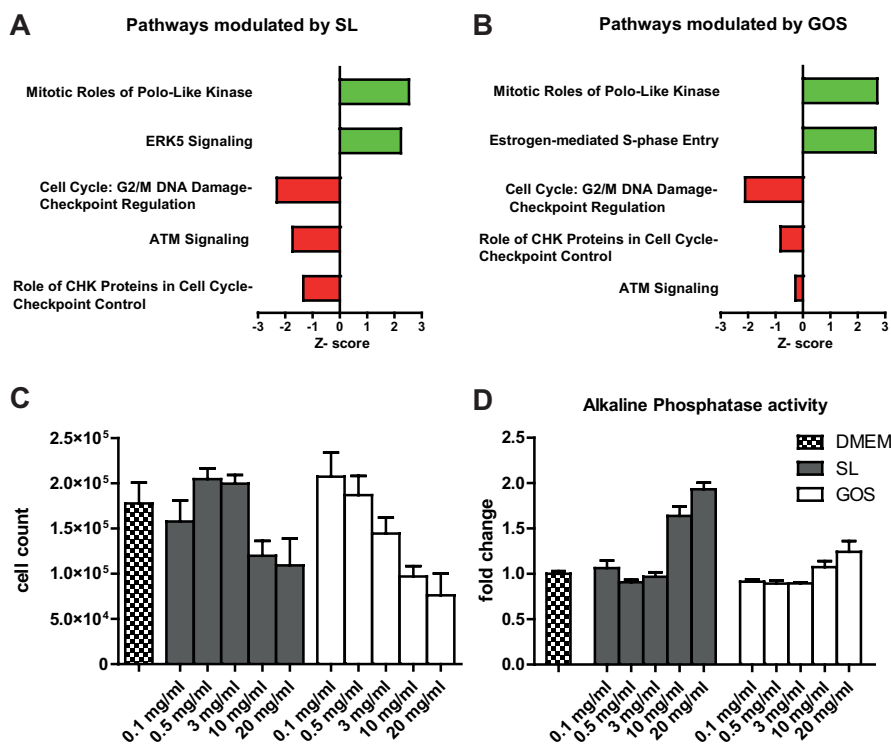 A
Pathways modulated by SL
Mitotic Roles of Polo-Like Kinase
ERK5 Signaling
Cell Cycle: G2/M DNA Damage-
Checkpoint Regulation
ATM Signaling
Role of CHK Proteins in Cell Cycle-
Checkpoint Control
-3 -2 -1 0 1 2 3
Z- score
B
Pathways modulated by GOS
Mitotic Roles of Polo-Like Kinase
Estrogen-mediated S-phase Entry
Cell Cycle: G2/M DNA Damage-
Checkpoint Regulation
Role of CHK Proteins in Cell Cycle-
Checkpoint Control
ATM Signaling
-3 -2 -1 0 1 2 3
Z- score
C
cell count
2.5×10⁵
2.0×10⁵
1.5×10⁵
1.0×10⁵
5.0×10⁴
0
0.1 mg/ml
0.5 mg/ml
3 mg/ml
10 mg/ml
20 mg/ml
0.1 mg/ml
0.5 mg/ml
3 mg/ml
10 mg/ml
20 mg/ml
D
Alkaline Phosphatase activity
fold change
2.5
2.0
1.5
1.0
0.5
0.0
DMEM
SL
GOS
0.1 mg/ml
0.5 mg/ml
3 mg/ml
10 mg/ml
20 mg/ml
0.1 mg/ml
0.5 mg/ml
3 mg/ml
10 mg/ml
20 mg/ml